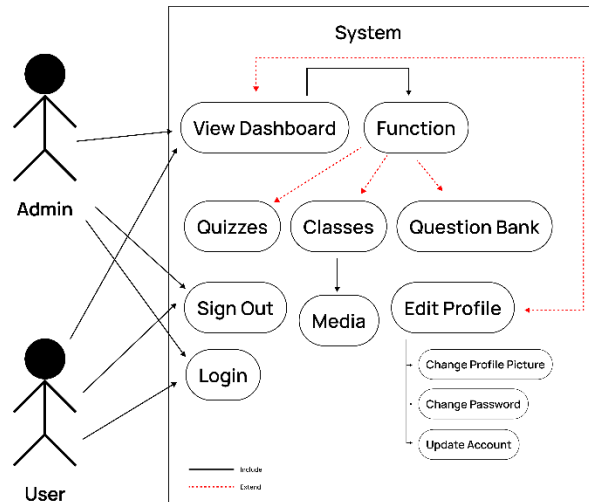 System
View Dashboard
Function
Admin
Quizzes
Classes
Question Bank
Sign Out
Media
Edit Profile
Login
Change Profile Picture
Change Password
Update Account
User
Include
Extend